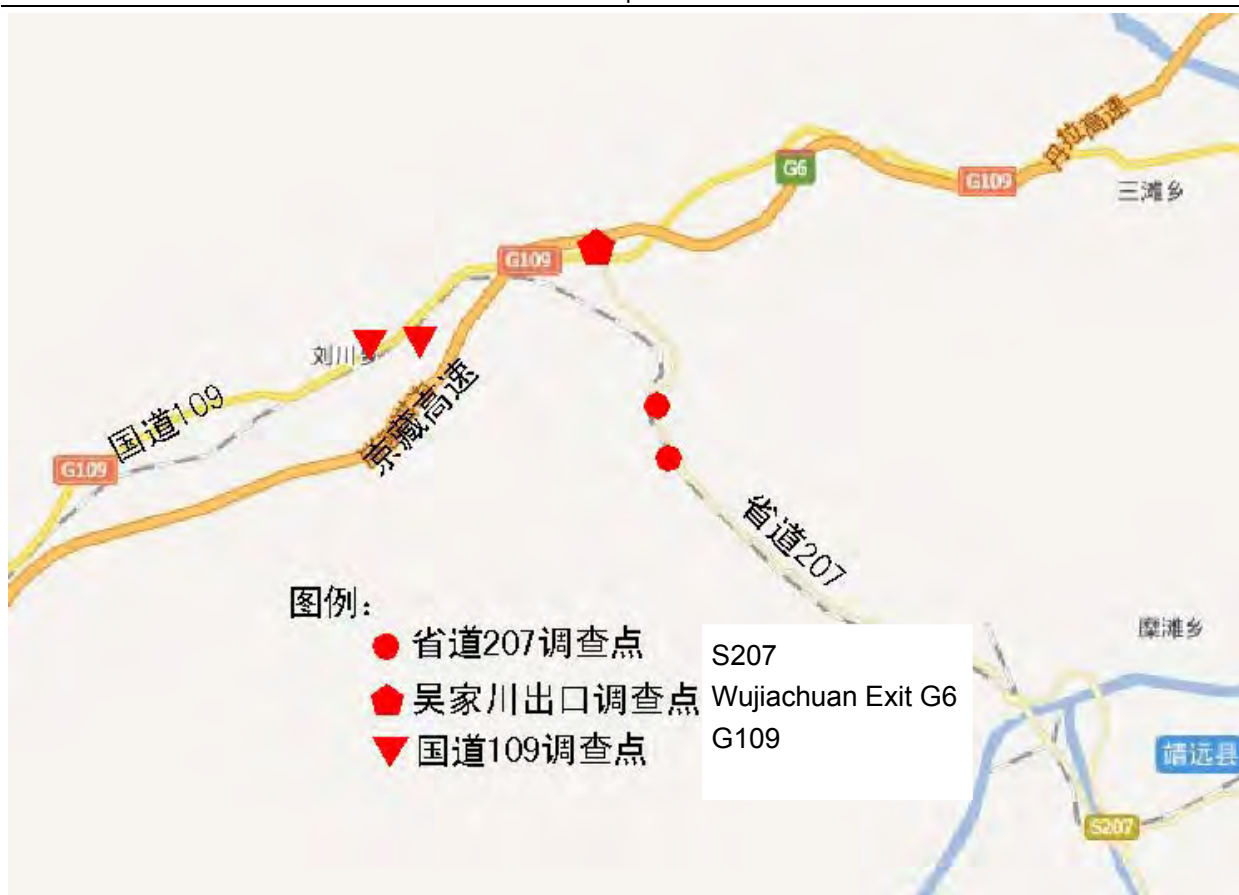 G6
丹拉高速
G109
三滩乡
G109
刘川乡
国道109
京藏高速
G109
省道207
图例：
省道207调查点
S207
吴家川出口调查点
Wujiachuan Exit G6
国道109调查点
G109
糜滩乡
靖远县
S207